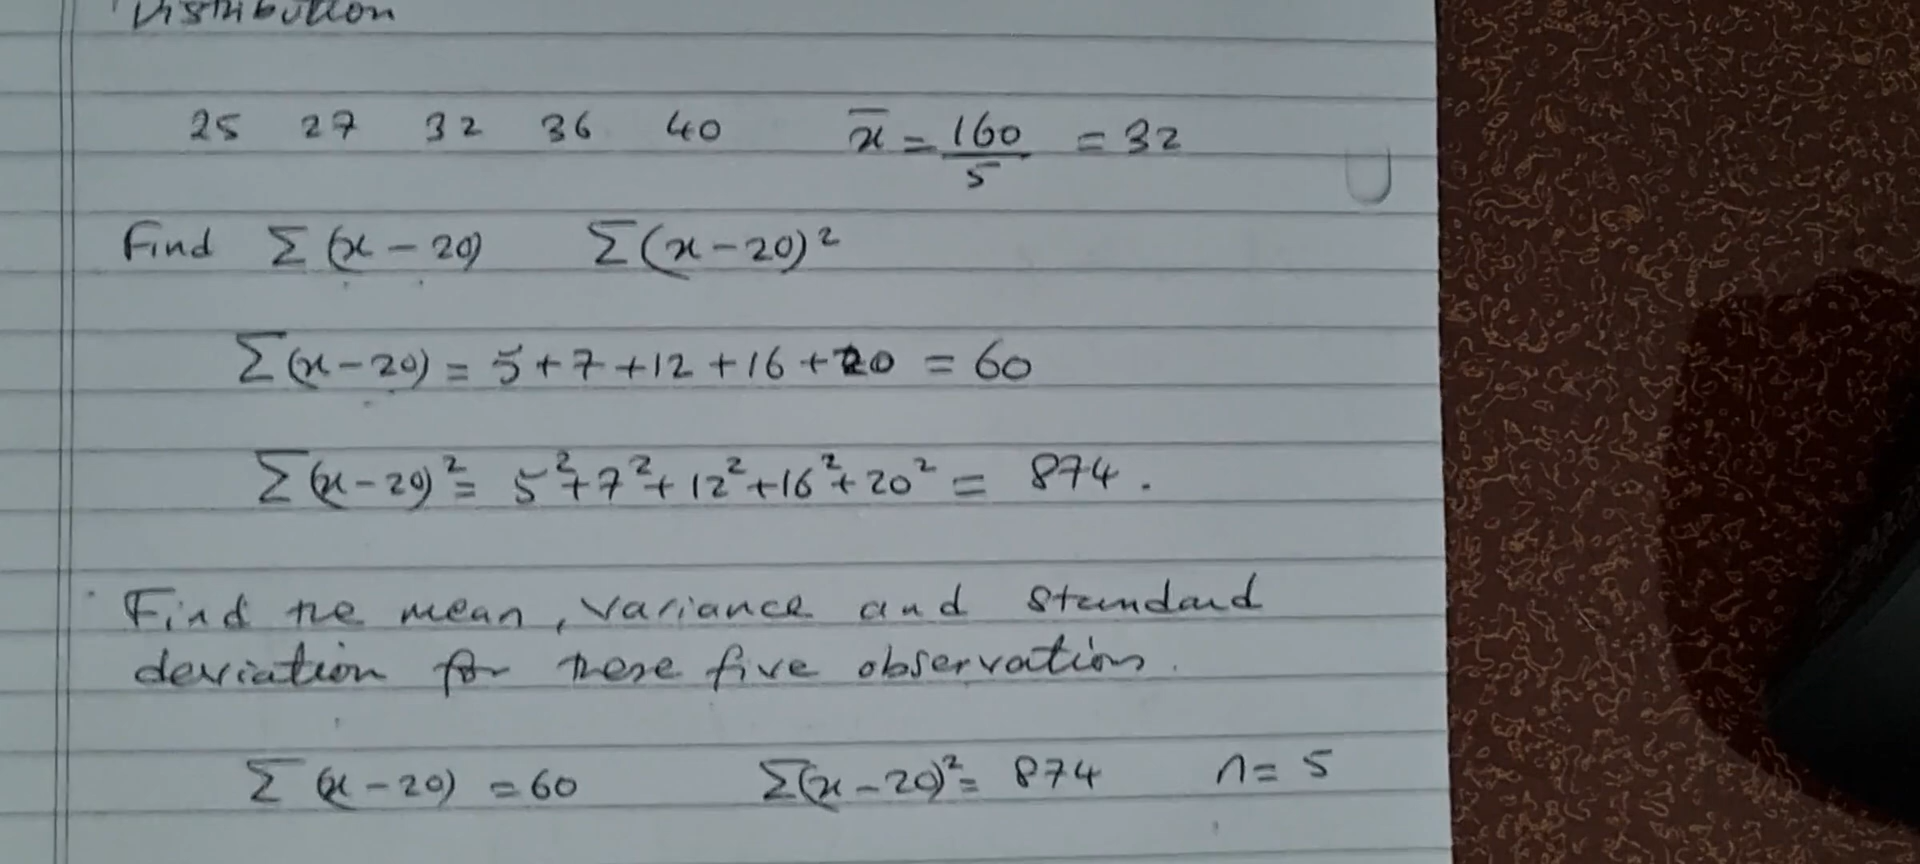 Distribution
25 27 32 36 40 x̄ = 160/5 = 32
Find Σ(x - 20) Σ(x - 20)²
Σ(x - 20) = 5 + 7 + 12 + 16 + 20 = 60
Σ(x - 20)² = 5² + 7² + 12² + 16² + 20² = 874.
Find the mean, variance and standard
deviation for these five observations.
Σ(x - 20) = 60 Σ(x - 20)² = 874 n = 5